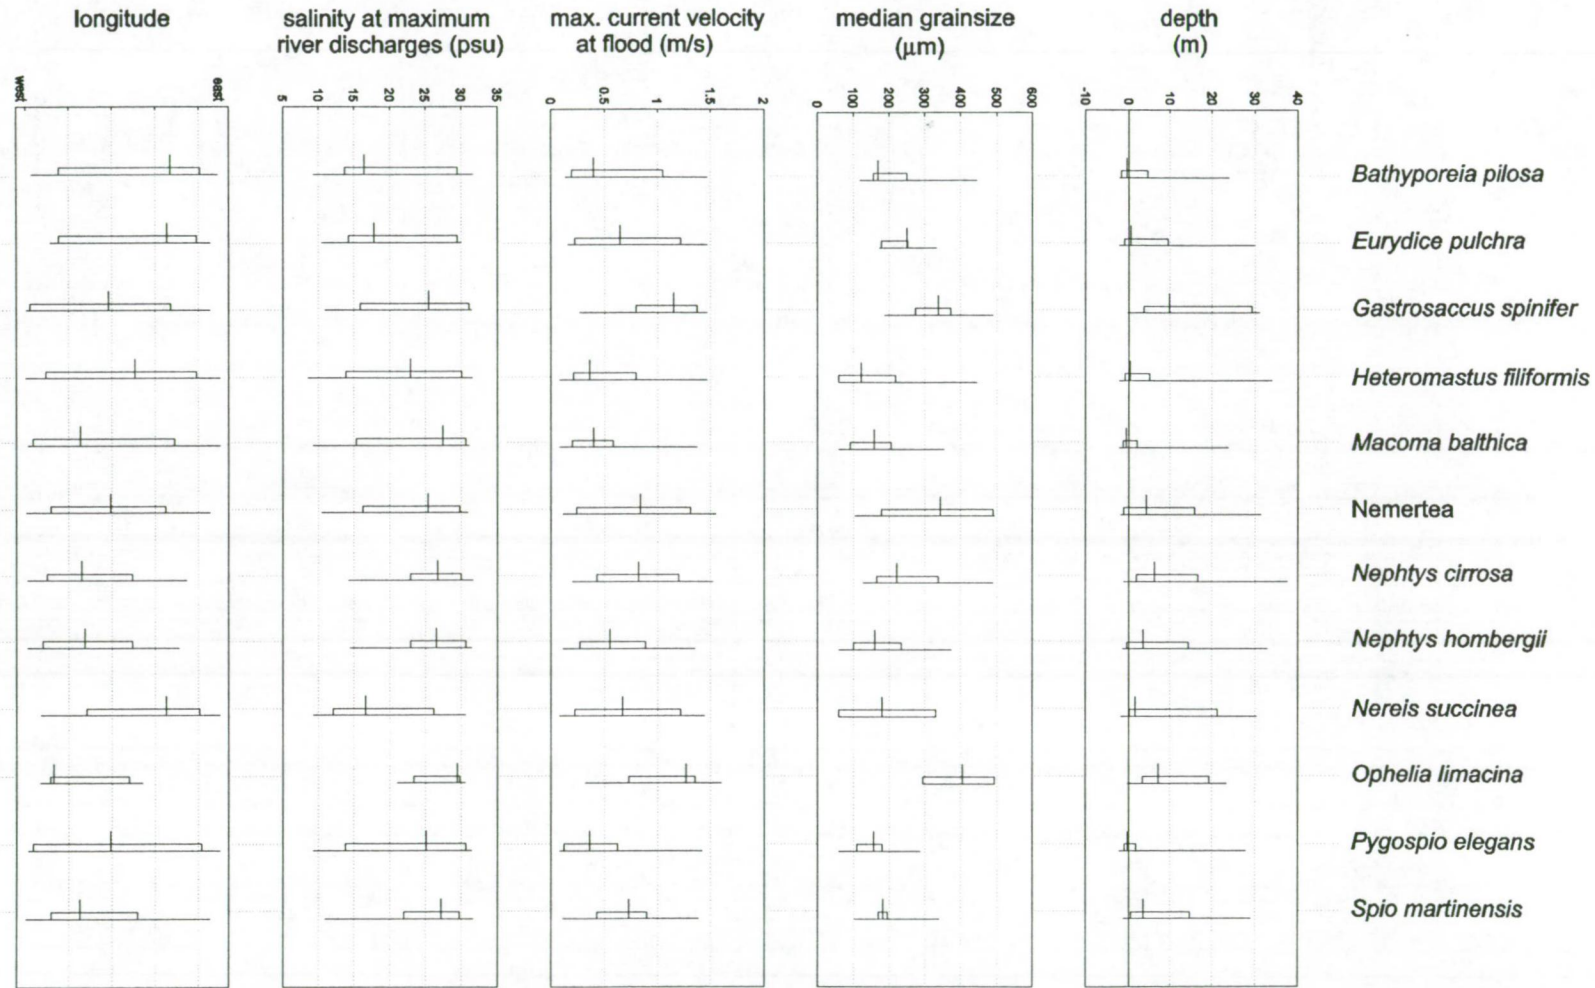 longitude
salinity at maximum
river discharges (psu)
max. current velocity
at flood (m/s)
median grainsize
(μm)
depth
(m)
west east
5 10 15 20 25 30 35
0 0.5 1 1.5 2
0 100 200 300 400 500 600
-10 0 10 20 30 40
Bathyporeia pilosa
Eurydice pulchra
Gastrosaccus spinifer
Heteromastus filiformis
Macoma balthica
Nemertea
Nephtys cirrosa
Nephtys hombergii
Nereis succinea
Ophelia limacina
Pygospio elegans
Spio martinensis